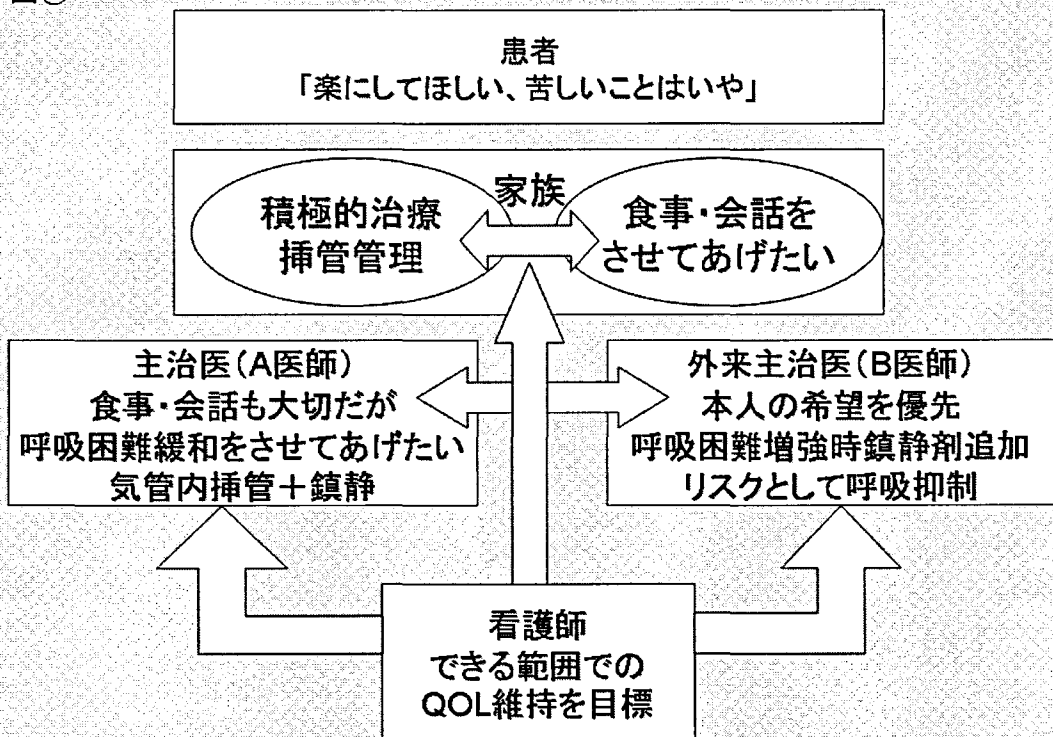 患者
「楽にしてほしい、苦しいことはいや」
家族
積極的治療
挿管管理
食事・会話を
させてあげたい
主治医(A医師)
食事・会話も大切だが
呼吸困難緩和をさせてあげたい
気管内挿管＋鎮静
外来主治医(B医師)
本人の希望を優先
呼吸困難増強時鎮静剤追加
リスクとして呼吸抑制
看護師
できる範囲での
QOL維持を目標